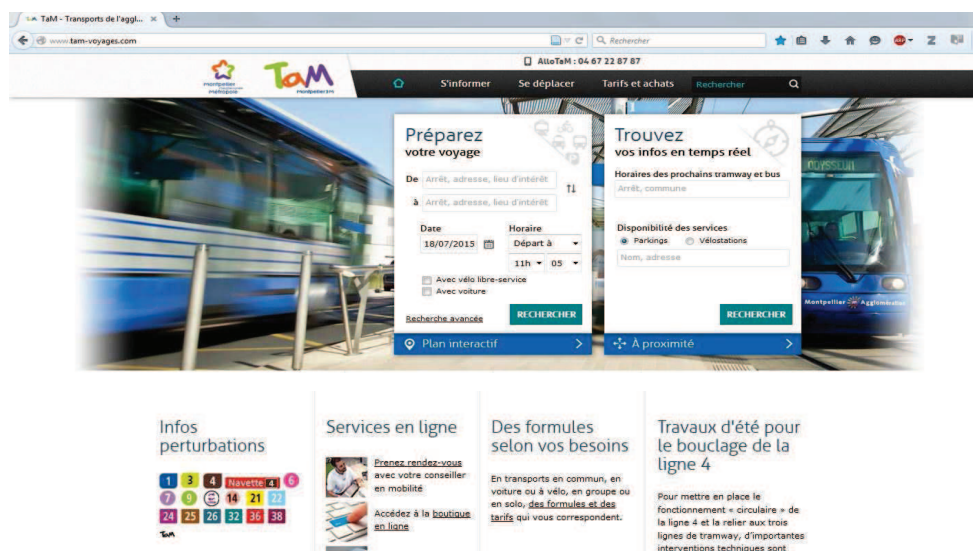 TaM - Transports de l'aggl... × +
www.tam-voyages.com
Rechercher
ABP
Z
AlloTaM : 04 67 22 87 87
montpellier
métropole
TaM
montpellier3m
S'informer Se déplacer Tarifs et achats Rechercher
Préparez
votre voyage
De Arrêt, adresse, lieu d'intérêt
à Arrêt, adresse, lieu d'intérêt
Date Horaire
18/07/2015 Départ à
11h 05
Avec vélo libre-service
Avec voiture
Recherche avancée RECHERCHER
Plan interactif >
Trouvez
vos infos en temps réel
Horaires des prochains tramway et bus
Arrêt, commune
Disponibilité des services
Parkings Vélostations
Nom, adresse
RECHERCHER
À proximité >
Montpellier Agglomération
Infos
perturbations
1 3 4 Navette 4 6
7 9 14 21 22
24 25 26 32 36 38
TaM
Services en ligne
Prenez rendez-vous
avec votre conseiller
en mobilité
Accédez à la boutique
en ligne
Des formules
selon vos besoins
En transports en commun, en
voiture ou à vélo, en groupe ou
en solo, des formules et des
tarifs qui vous correspondent.
Travaux d'été pour
le bouclage de la
ligne 4
Pour mettre en place le
fonctionnement « circulaire » de
la ligne 4 et la relier aux trois
lignes de tramway, d'importantes
interventions techniques sont